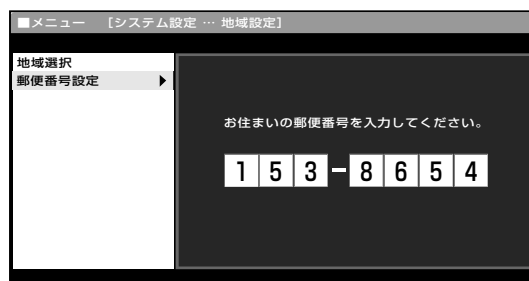 ■メニュー [システム設定 … 地域設定]
地域選択
郵便番号設定 ▶
お住まいの郵便番号を入力してください。
153-8654